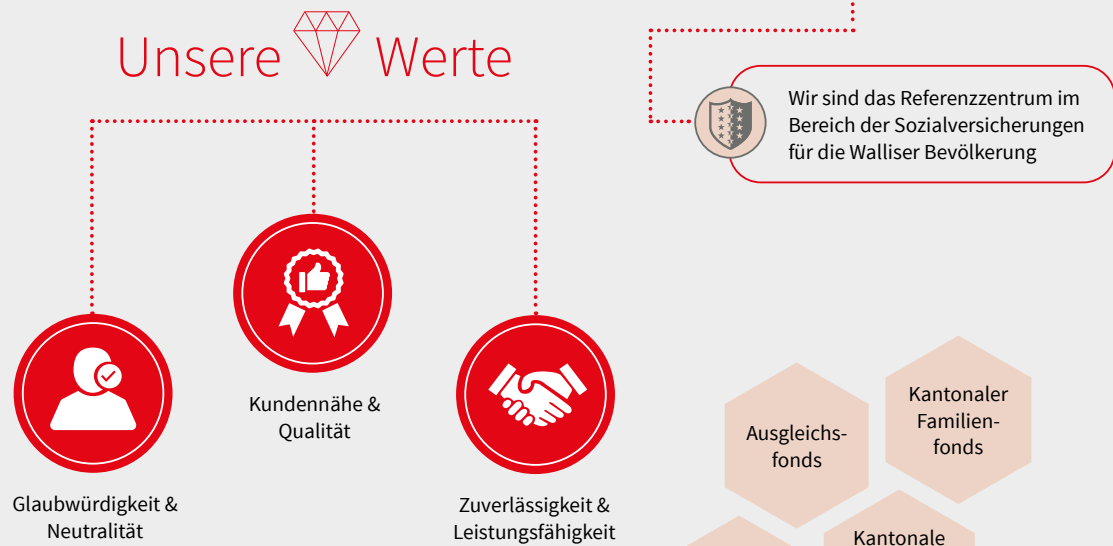 Unsere Werte
Wir sind das Referenzzentrum im
Bereich der Sozialversicherungen
für die Walliser Bevölkerung
Kundennähe &
Qualität
Glaubwürdigkeit &
Neutralität
Zuverlässigkeit &
Leistungsfähigkeit
Ausgleichs-
fonds
Kantonaler
Familien-
fonds
Kantonale